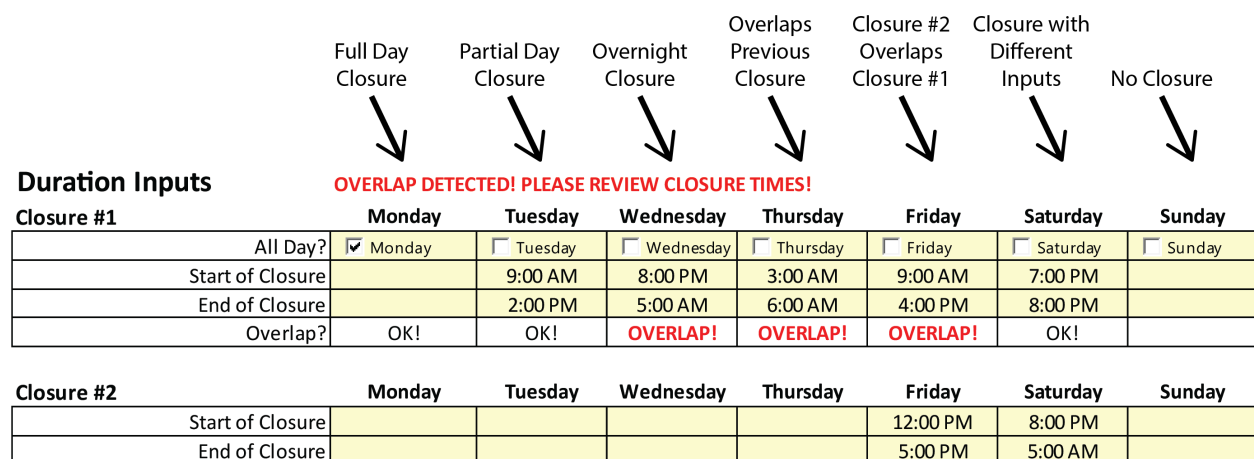 Full Day
Closure
Partial Day
Closure
Overnight
Closure
Overlaps
Previous
Closure
Closure #2
Overlaps
Closure #1
Closure with
Different
Inputs
No Closure
Duration Inputs OVERLAP DETECTED! PLEASE REVIEW CLOSURE TIMES!
Closure #1 Monday Tuesday Wednesday Thursday Friday Saturday Sunday
All Day? Monday Tuesday Wednesday Thursday Friday Saturday Sunday
Start of Closure 9:00 AM 8:00 PM 3:00 AM 9:00 AM 7:00 PM
End of Closure 2:00 PM 5:00 AM 6:00 AM 4:00 PM 8:00 PM
Overlap? OK! OK! OVERLAP! OVERLAP! OVERLAP! OK!
Closure #2 Monday Tuesday Wednesday Thursday Friday Saturday Sunday
Start of Closure 12:00 PM 8:00 PM
End of Closure 5:00 PM 5:00 AM